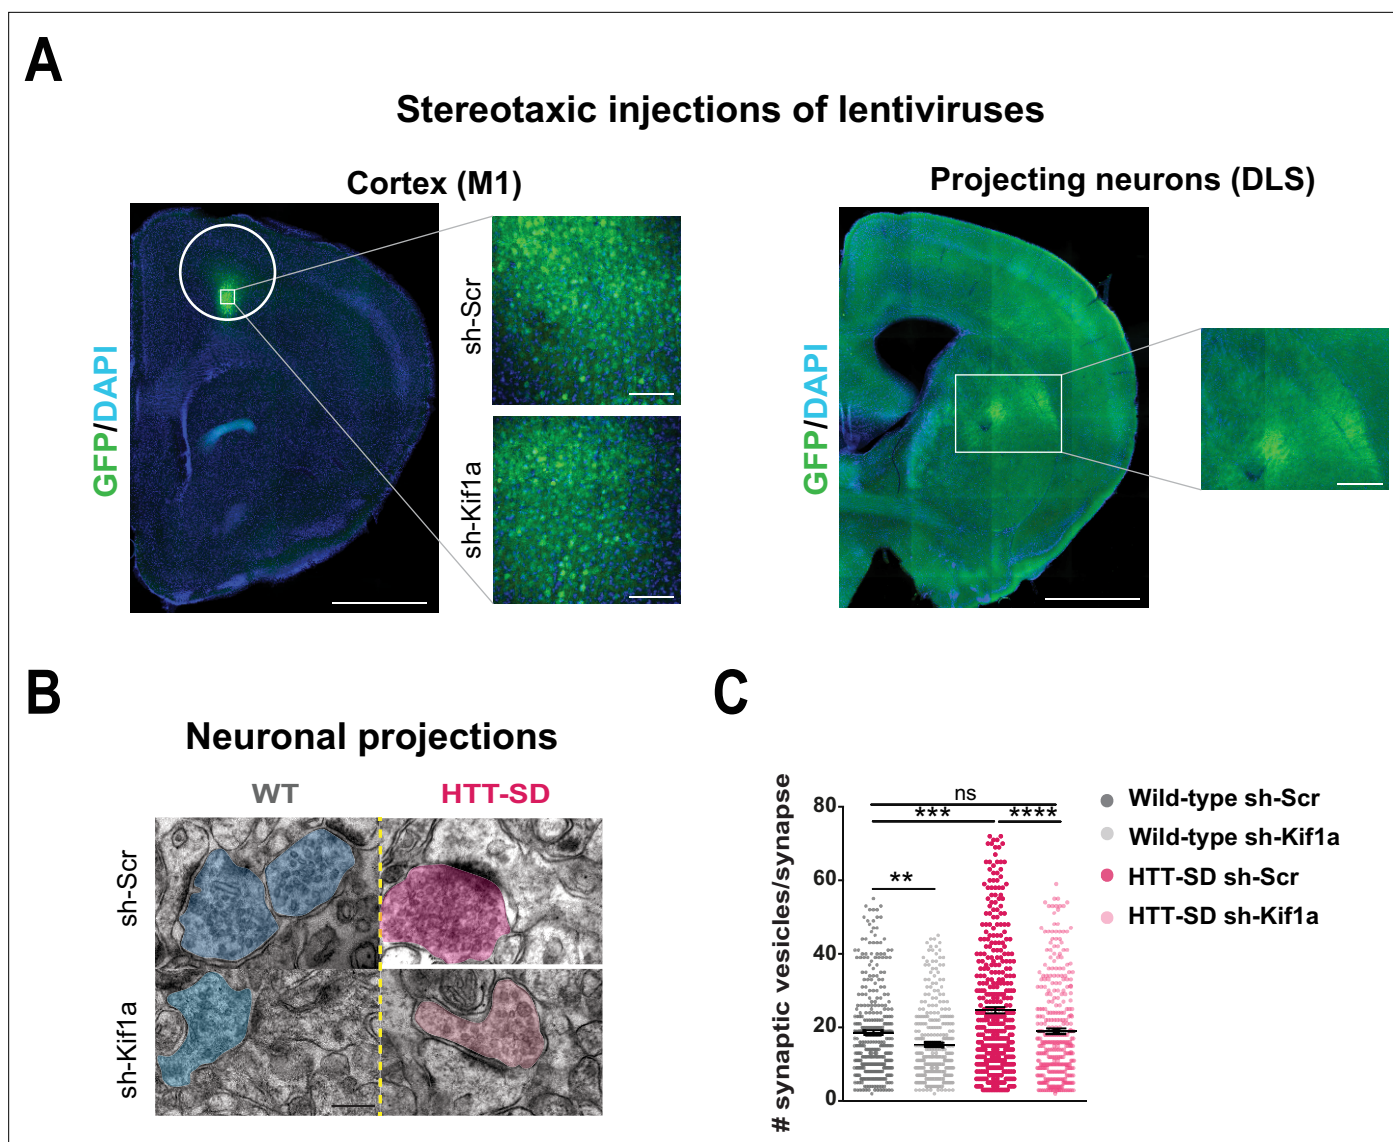 A
Stereotaxic injections of lentiviruses
Cortex (M1)
Projecting neurons (DLS)
GFP/DAPI
sh-Scr
sh-Kif1a
GFP/DAPI
B
Neuronal projections
WT
HTT-SD
sh-Scr
sh-Kif1a
C
# synaptic vesicles/synapse
80
60
40
20
0
ns
***
****
**
Wild-type sh-Scr
Wild-type sh-Kif1a
HTT-SD sh-Scr
HTT-SD sh-Kif1a